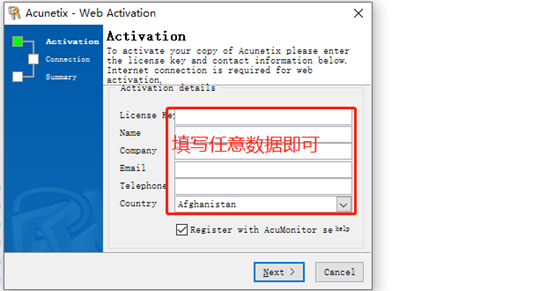 Acunetix - Web Activation
Activation
Connection
Summary
Activation
To activate your copy of Acunetix please enter
the license key and contact information below.
Internet connection is required for web
activation.
Activation details
License Key
Name
填写任意数据即可
Company
Email
Telephone
Country
Afghanistan
Register with AcuMonitor se
help
Next >
Cancel